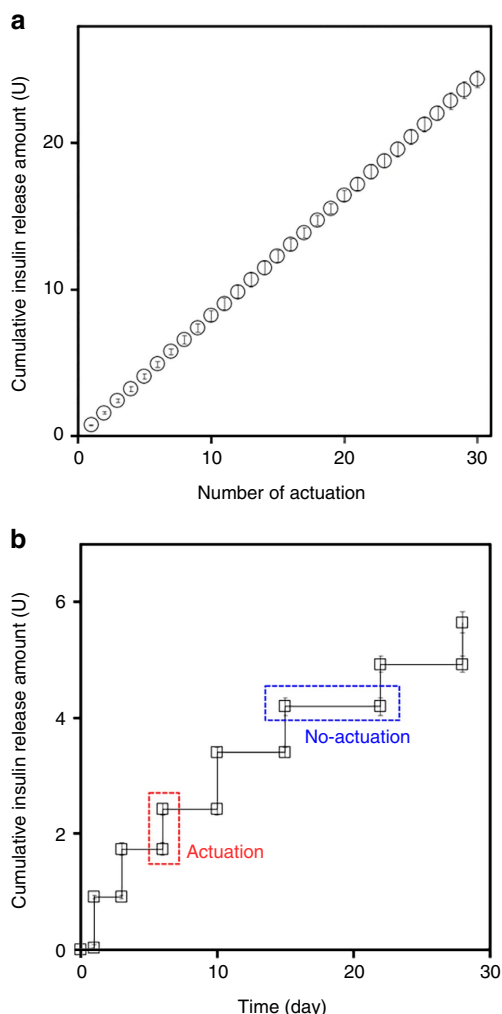 a
Cumulative insulin release amount (U)
20
10
0
0 10 20 30
Number of actuation
b
Cumulative insulin release amount (U)
6
4
2
0
No-actuation
Actuation
0 10 20 30
Time (day)